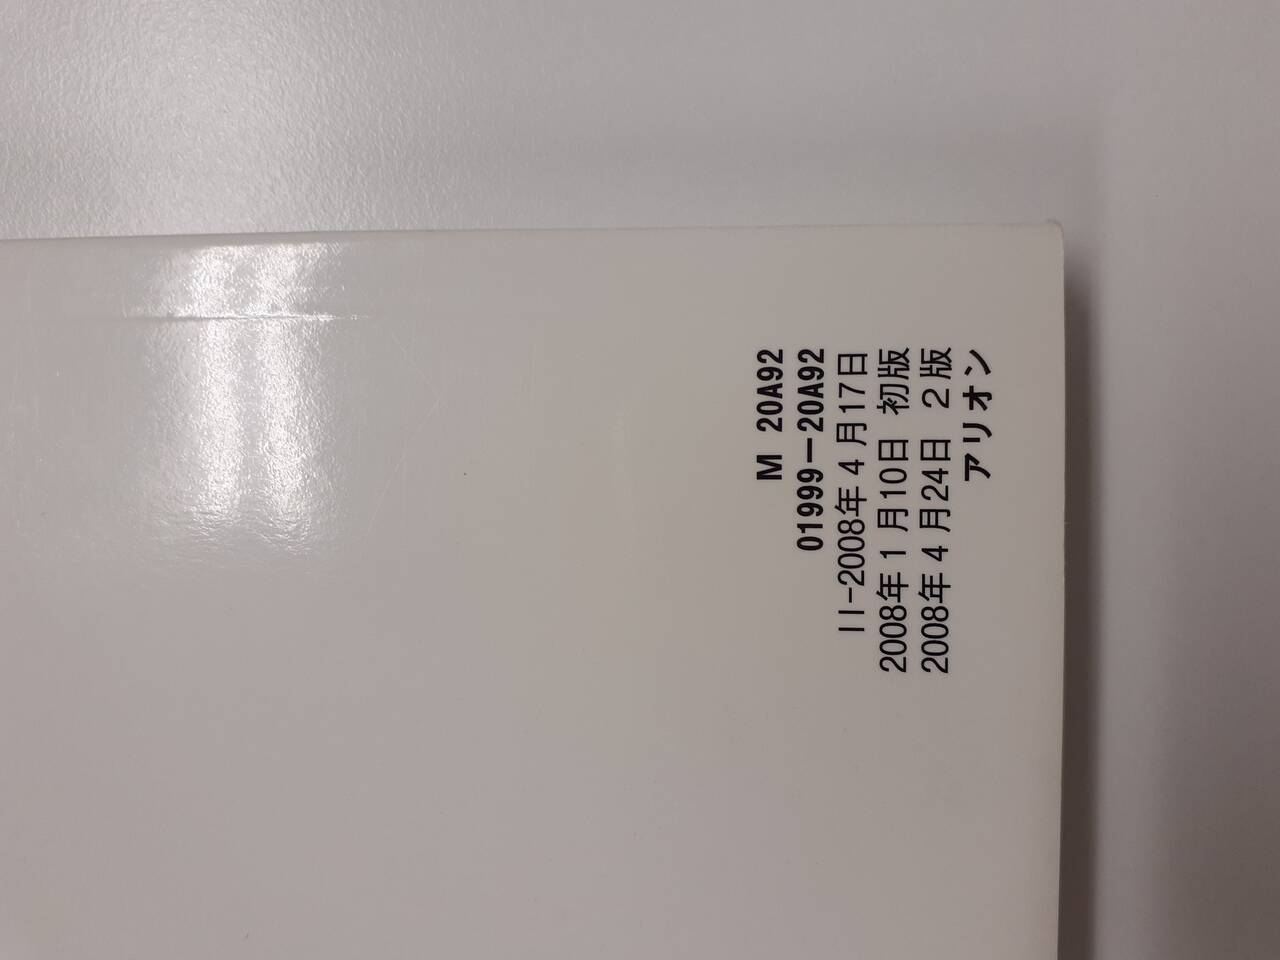 M 20A92
01999-20A92
II-2008年4月17日
2008年1月10日 初版
2008年4月24日 2版
アリオン